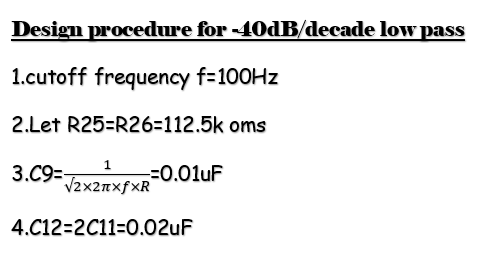 Design procedure for -40dB/decade low pass
1.cutoff frequency f=100Hz
2.Let R25=R26=112.5k oms
3.C9=1/√2×2π×f×R=0.01uF
4.C12=2C11=0.02uF